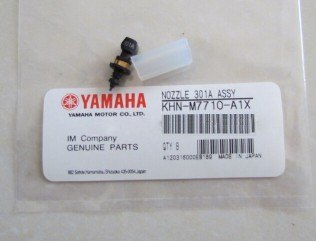 YAMAHA
YAMAHA MOTOR CO., LTD.
IM Company
GENUINE PARTS
NOZZLE 301A ASSY
KHN-M7710-A1X
QTY 8
MADE IN JAPAN